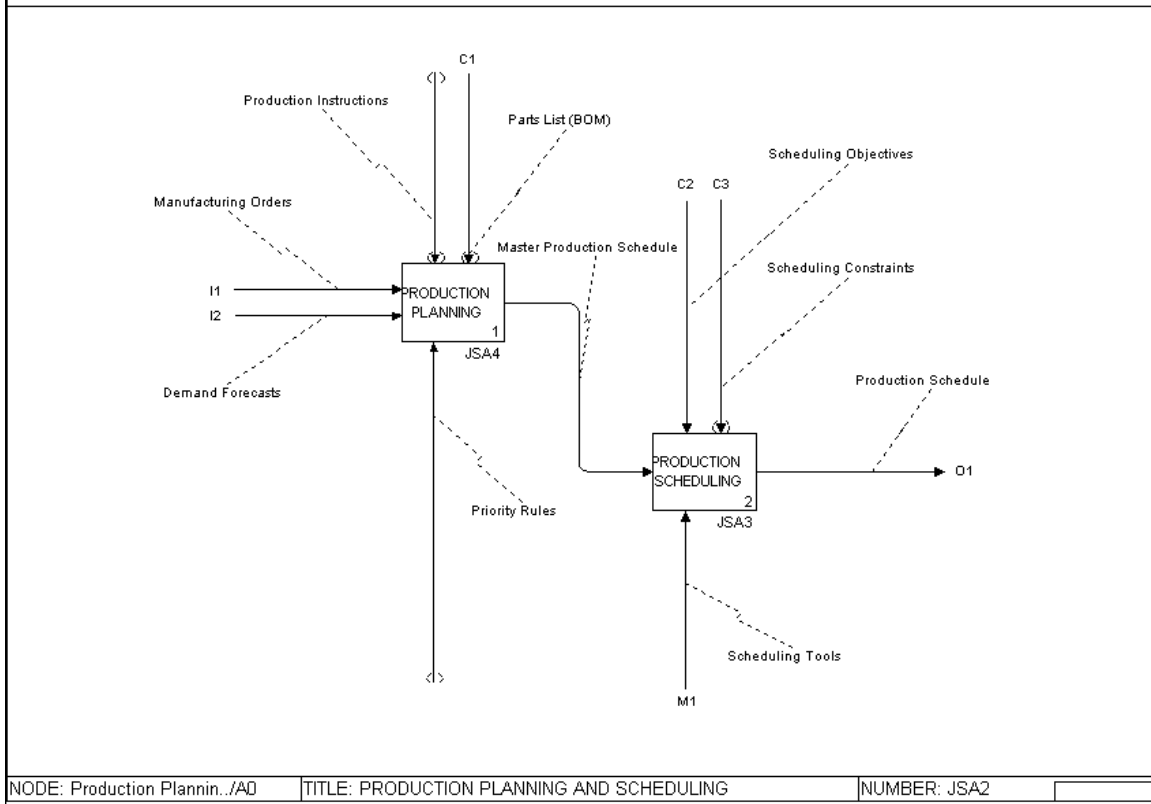 C1
Production Instructions
Parts List (BOM)
Scheduling Objectives
C2 C3
Manufacturing Orders
Master Production Schedule
Scheduling Constraints
I1
PRODUCTION
PLANNING
1
I2
JSA4
Demand Forecasts
Production Schedule
PRODUCTION
SCHEDULING
2
O1
Priority Rules
JSA3
Scheduling Tools
M1
NODE: Production Plannin../A0 TITLE: PRODUCTION PLANNING AND SCHEDULING NUMBER: JSA2